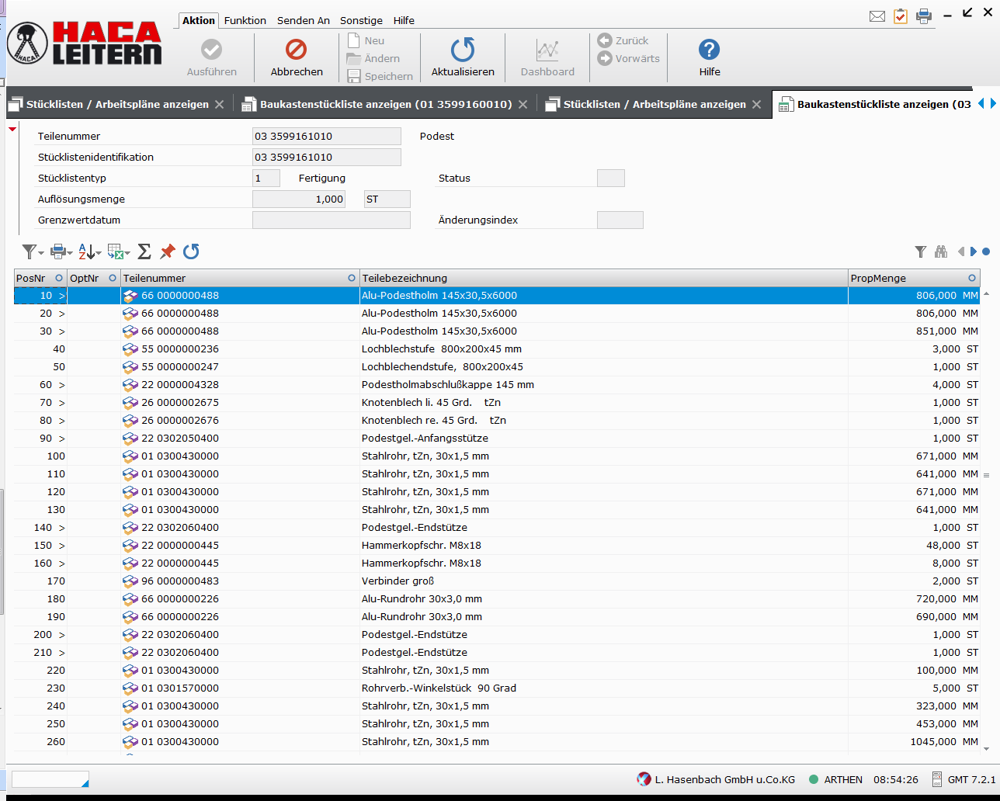 HACA
LEITERN
HACA
Aktion Funktion Senden An Sonstige Hilfe
Ausführen
Abbrechen
Neu
Ändern
Speichern
Aktualisieren
Dashboard
Zurück
Vorwärts
Hilfe
Stücklisten / Arbeitspläne anzeigen Baukastenstückliste anzeigen (01 3599160010) Stücklisten / Arbeitspläne anzeigen Baukastenstückliste anzeigen (03
Teilenummer 03 3599161010 Podest
Stücklistenidentifikation 03 3599161010
Stücklistentyp 1 Fertigung Status
Auflösungsmenge 1,000 ST
Grenzwertdatum Änderungsindex
PosNr OptNr Teilenummer Teilebezeichnung PropMenge
10 > 66 0000000488 Alu-Podestholm 145x30,5x6000 806,000 MM
20 > 66 0000000488 Alu-Podestholm 145x30,5x6000 806,000 MM
30 > 66 0000000488 Alu-Podestholm 145x30,5x6000 851,000 MM
40 55 0000000236 Lochblechstufe 800x200x45 mm 3,000 ST
50 55 0000000247 Lochblechendstufe, 800x200x45 1,000 ST
60 > 22 0000004328 Podestholmabschlußkappe 145 mm 4,000 ST
70 > 26 0000002675 Knotenblech li. 45 Grd. tZn 1,000 ST
80 > 26 0000002676 Knotenblech re. 45 Grd. tZn 1,000 ST
90 > 22 0302050400 Podestgel.-Anfangsstütze 1,000 ST
100 01 0300430000 Stahlrohr, tZn, 30x1,5 mm 671,000 MM
110 01 0300430000 Stahlrohr, tZn, 30x1,5 mm 641,000 MM
120 01 0300430000 Stahlrohr, tZn, 30x1,5 mm 671,000 MM
130 01 0300430000 Stahlrohr, tZn, 30x1,5 mm 641,000 MM
140 > 22 0302060400 Podestgel.-Endstütze 1,000 ST
150 > 22 0000000445 Hammerkopfschr. M8x18 48,000 ST
160 > 22 0000000445 Hammerkopfschr. M8x18 8,000 ST
170 96 0000000483 Verbinder groß 2,000 ST
180 66 0000000226 Alu-Rundrohr 30x3,0 mm 720,000 MM
190 66 0000000226 Alu-Rundrohr 30x3,0 mm 690,000 MM
200 > 22 0302060400 Podestgel.-Endstütze 1,000 ST
210 > 22 0302060400 Podestgel.-Endstütze 1,000 ST
220 01 0300430000 Stahlrohr, tZn, 30x1,5 mm 100,000 MM
230 01 0301570000 Rohrverb.-Winkelstück 90 Grad 5,000 ST
240 01 0300430000 Stahlrohr, tZn, 30x1,5 mm 323,000 MM
250 01 0300430000 Stahlrohr, tZn, 30x1,5 mm 453,000 MM
260 01 0300430000 Stahlrohr, tZn, 30x1,5 mm 1045,000 MM
L. Hasenbach GmbH u.Co.KG ARTHEN 08:54:26 GMT 7.2.1